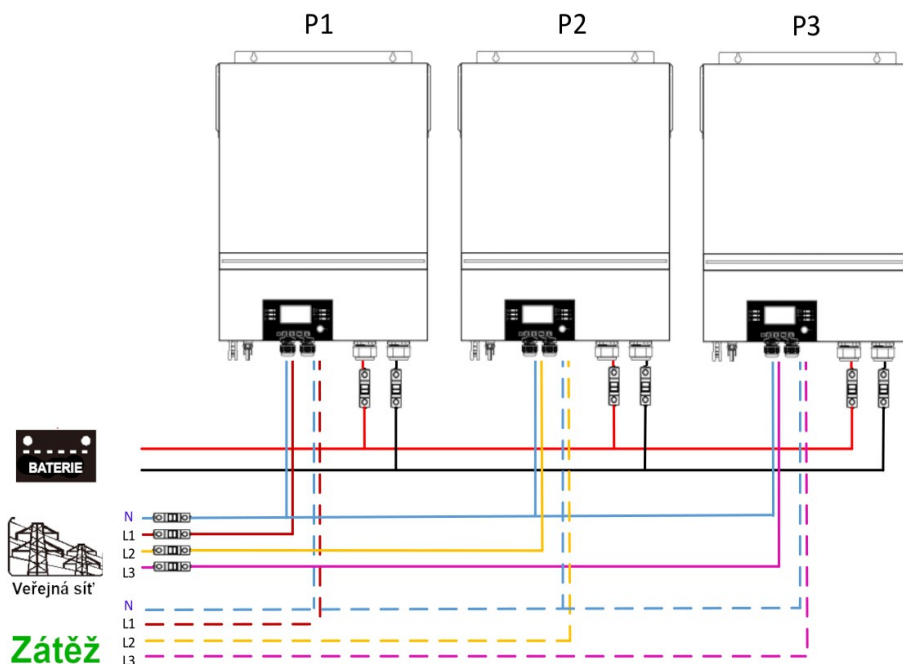 P1
P2
P3
BATERIE
N
L1
L2
L3
Veřejná síť
N
L1
L2
L3
Zátěž